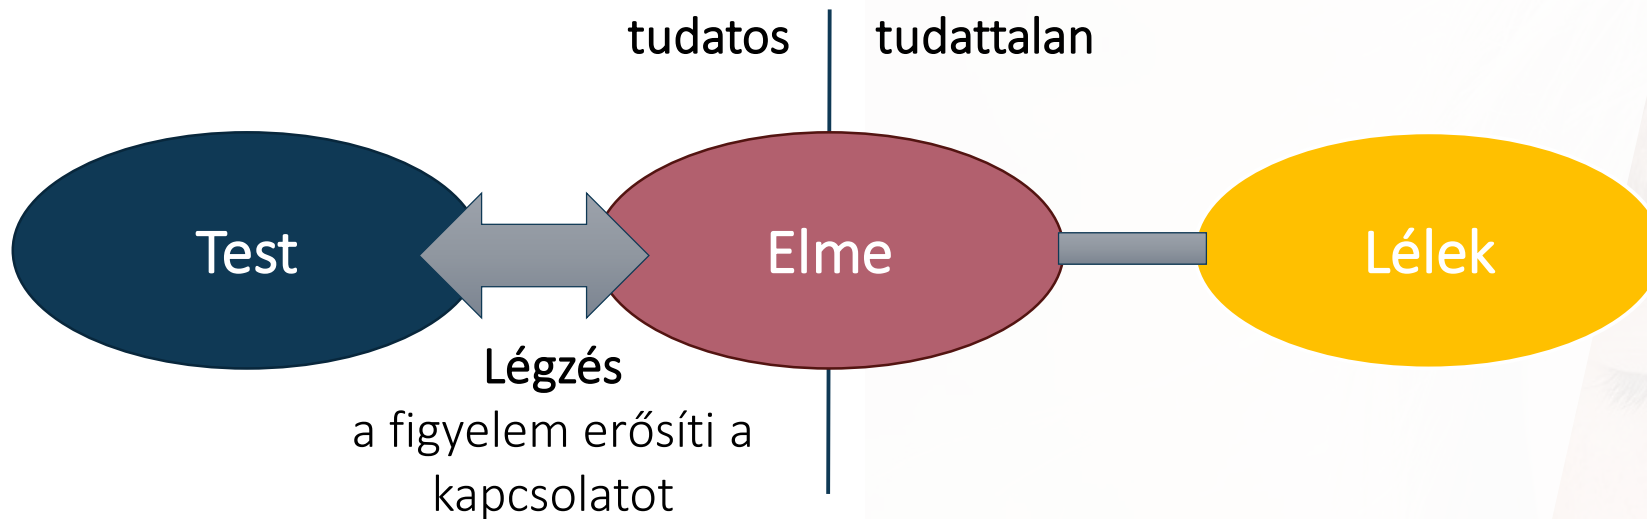 tudatos
tudattalan
Test
Elme
Lélek
Légzés
a figyelem erősíti a
kapcsolatot